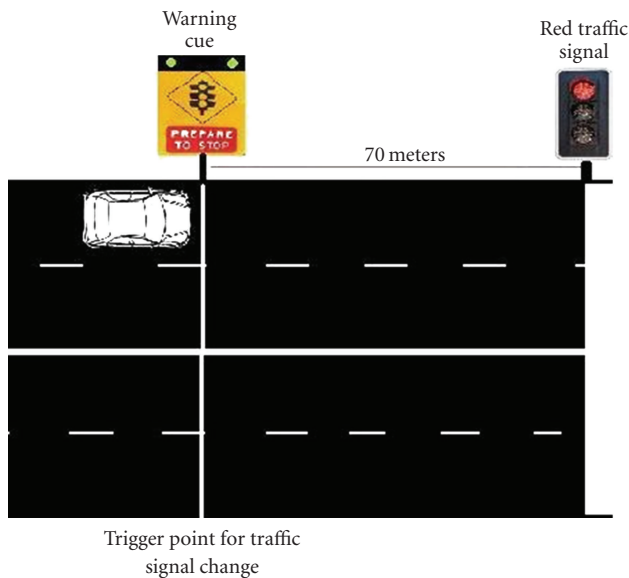 Warning
cue
Red traffic
signal
PREPARE
TO STOP
70 meters
Trigger point for traffic
signal change